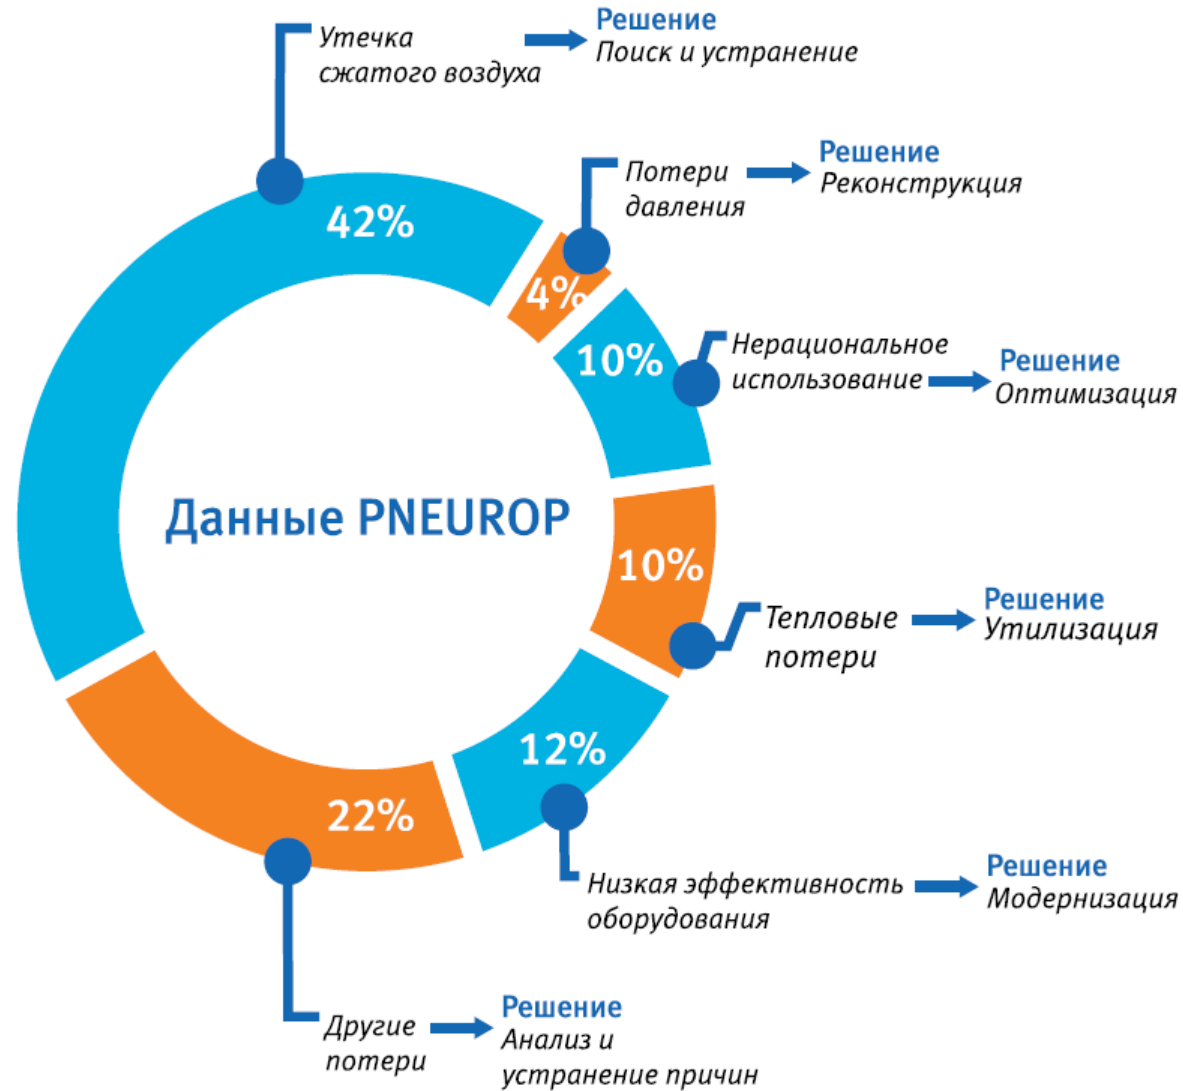 Утечка
сжатого воздуха
Решение
Поиск и устранение
42%
Потери
давления
Решение
Реконструкция
4%
Нерациональное
использование
Решение
Оптимизация
10%
Данные PNEUROP
10%
Тепловые
потери
Решение
Утилизация
12%
Низкая эффективность
оборудования
Решение
Модернизация
22%
Другие
потери
Решение
Анализ и
устранение причин